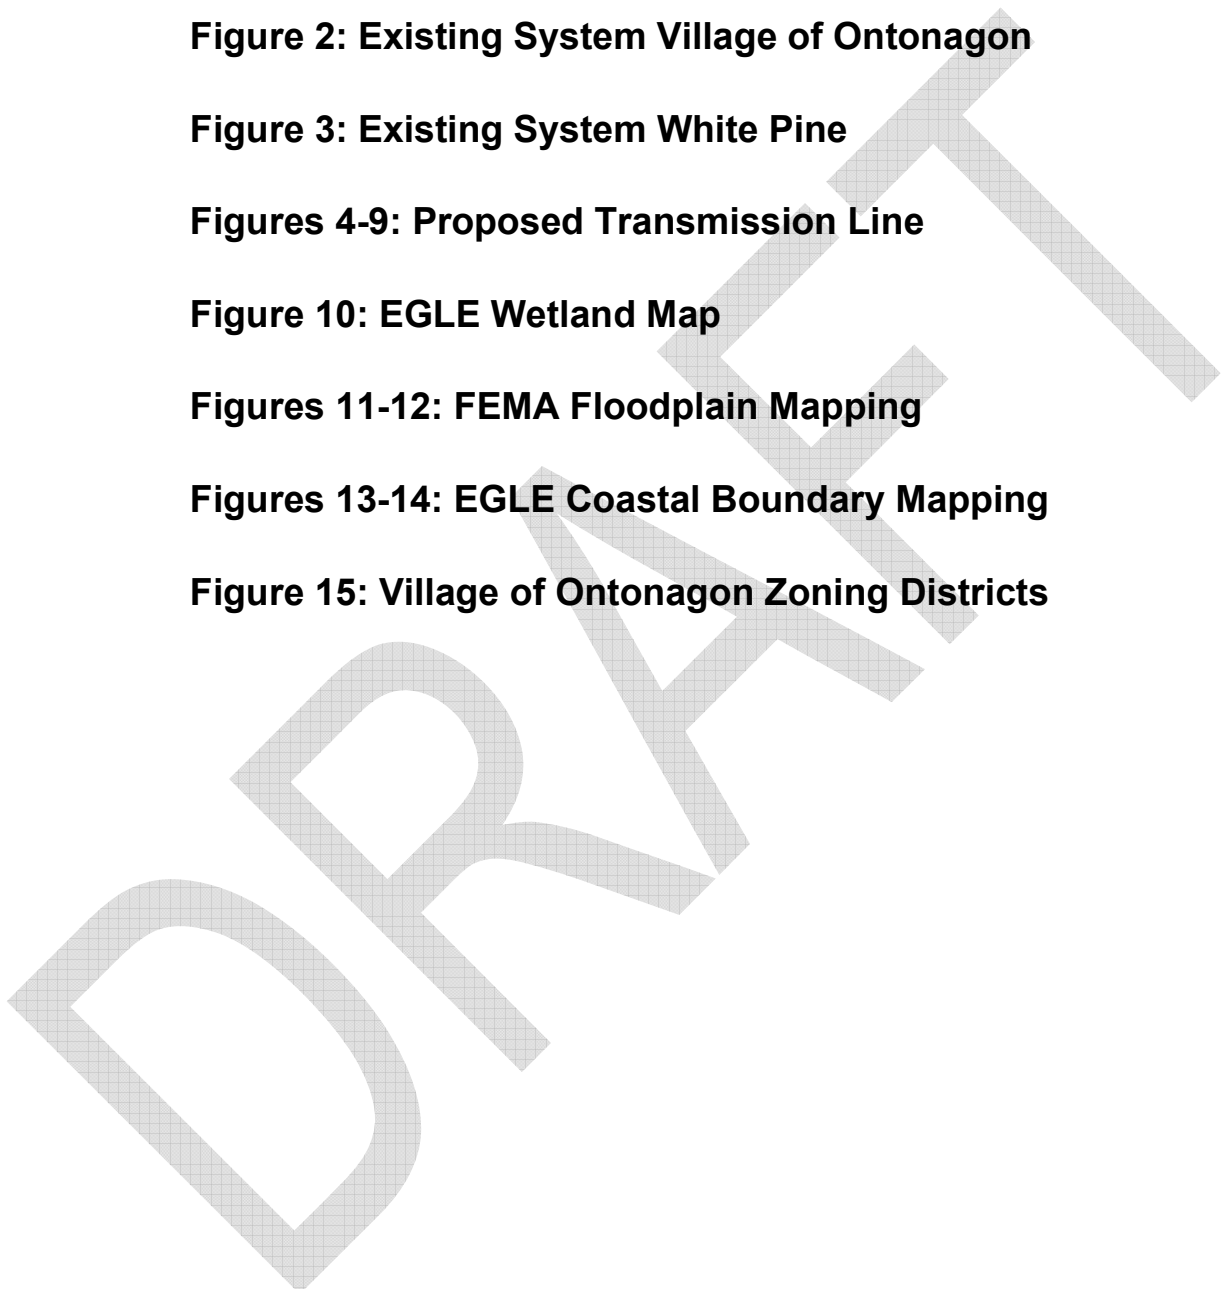 Figure 2: Existing System Village of Ontonagon
Figure 3: Existing System White Pine
Figures 4-9: Proposed Transmission Line
Figure 10: EGLE Wetland Map
Figures 11-12: FEMA Floodplain Mapping
Figures 13-14: EGLE Coastal Boundary Mapping
Figure 15: Village of Ontonagon Zoning Districts
DRAFT